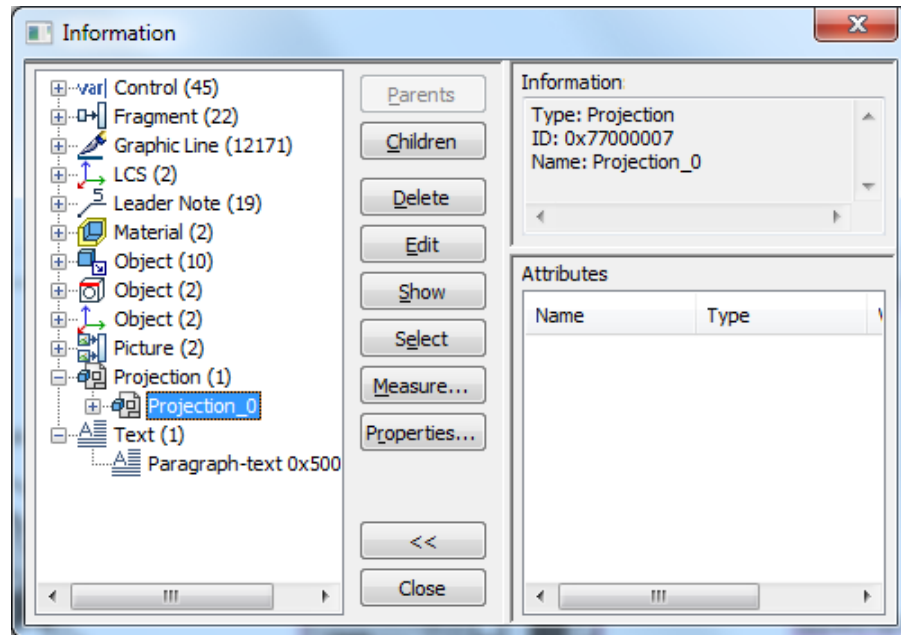 Information
var Control (45)
Fragment (22)
Graphic Line (12171)
LCS (2)
5 Leader Note (19)
Material (2)
Object (10)
Object (2)
Object (2)
Picture (2)
Projection (1)
Projection_0
Text (1)
Paragraph-text 0x500
Parents
Children
Delete
Edit
Show
Select
Measure...
Properties...
<<
Close
Information
Type: Projection
ID: 0x77000007
Name: Projection_0
Attributes
Name Type